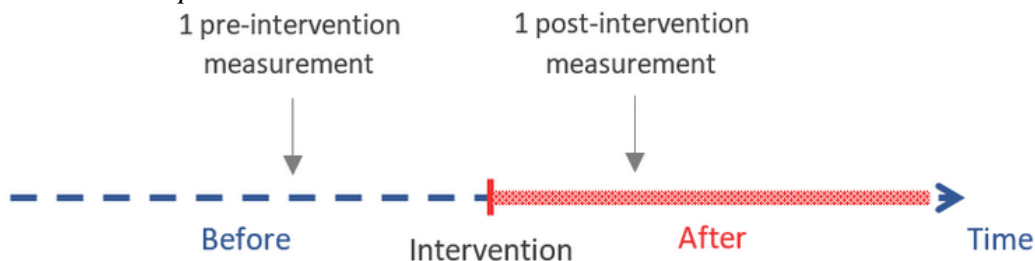 1 pre-intervention
measurement
1 post-intervention
measurement
Before
Intervention
After
Time